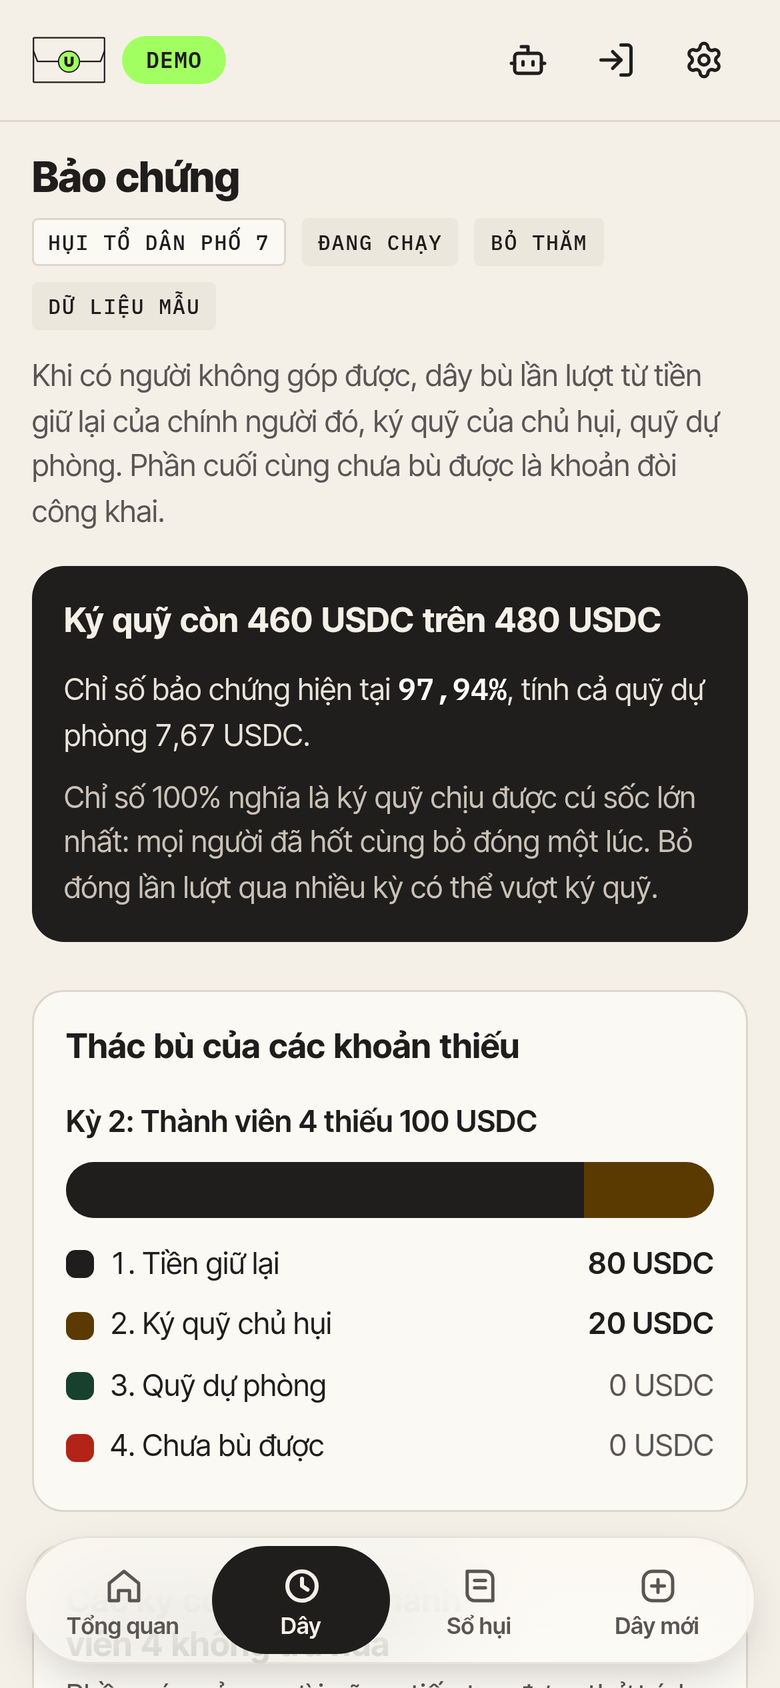 U DEMO
Bảo chứng
HỤI TỔ DÂN PHỐ 7 ĐANG CHẠY BỎ THĂM
DỮ LIỆU MẪU
Khi có người không góp được, dây bù lần lượt từ tiền
giữ lại của chính người đó, ký quỹ của chủ hụi, quỹ dự
phòng. Phần cuối cùng chưa bù được là khoản đòi
công khai.
Ký quỹ còn 460 USDC trên 480 USDC
Chỉ số bảo chứng hiện tại 97,94%, tính cả quỹ dự
phòng 7,67 USDC.
Chỉ số 100% nghĩa là ký quỹ chịu được cú sốc lớn
nhất: mọi người đã hốt cùng bỏ đóng một lúc. Bỏ
đóng lần lượt qua nhiều kỳ có thể vượt ký quỹ.
Thác bù của các khoản thiếu
Kỳ 2: Thành viên 4 thiếu 100 USDC
1. Tiền giữ lại 80 USDC
2. Ký quỹ chủ hụi 20 USDC
3. Quỹ dự phòng 0 USDC
4. Chưa bù được 0 USDC
Tổng quan Dây Sổ hụi Dây mới
viên 4 không